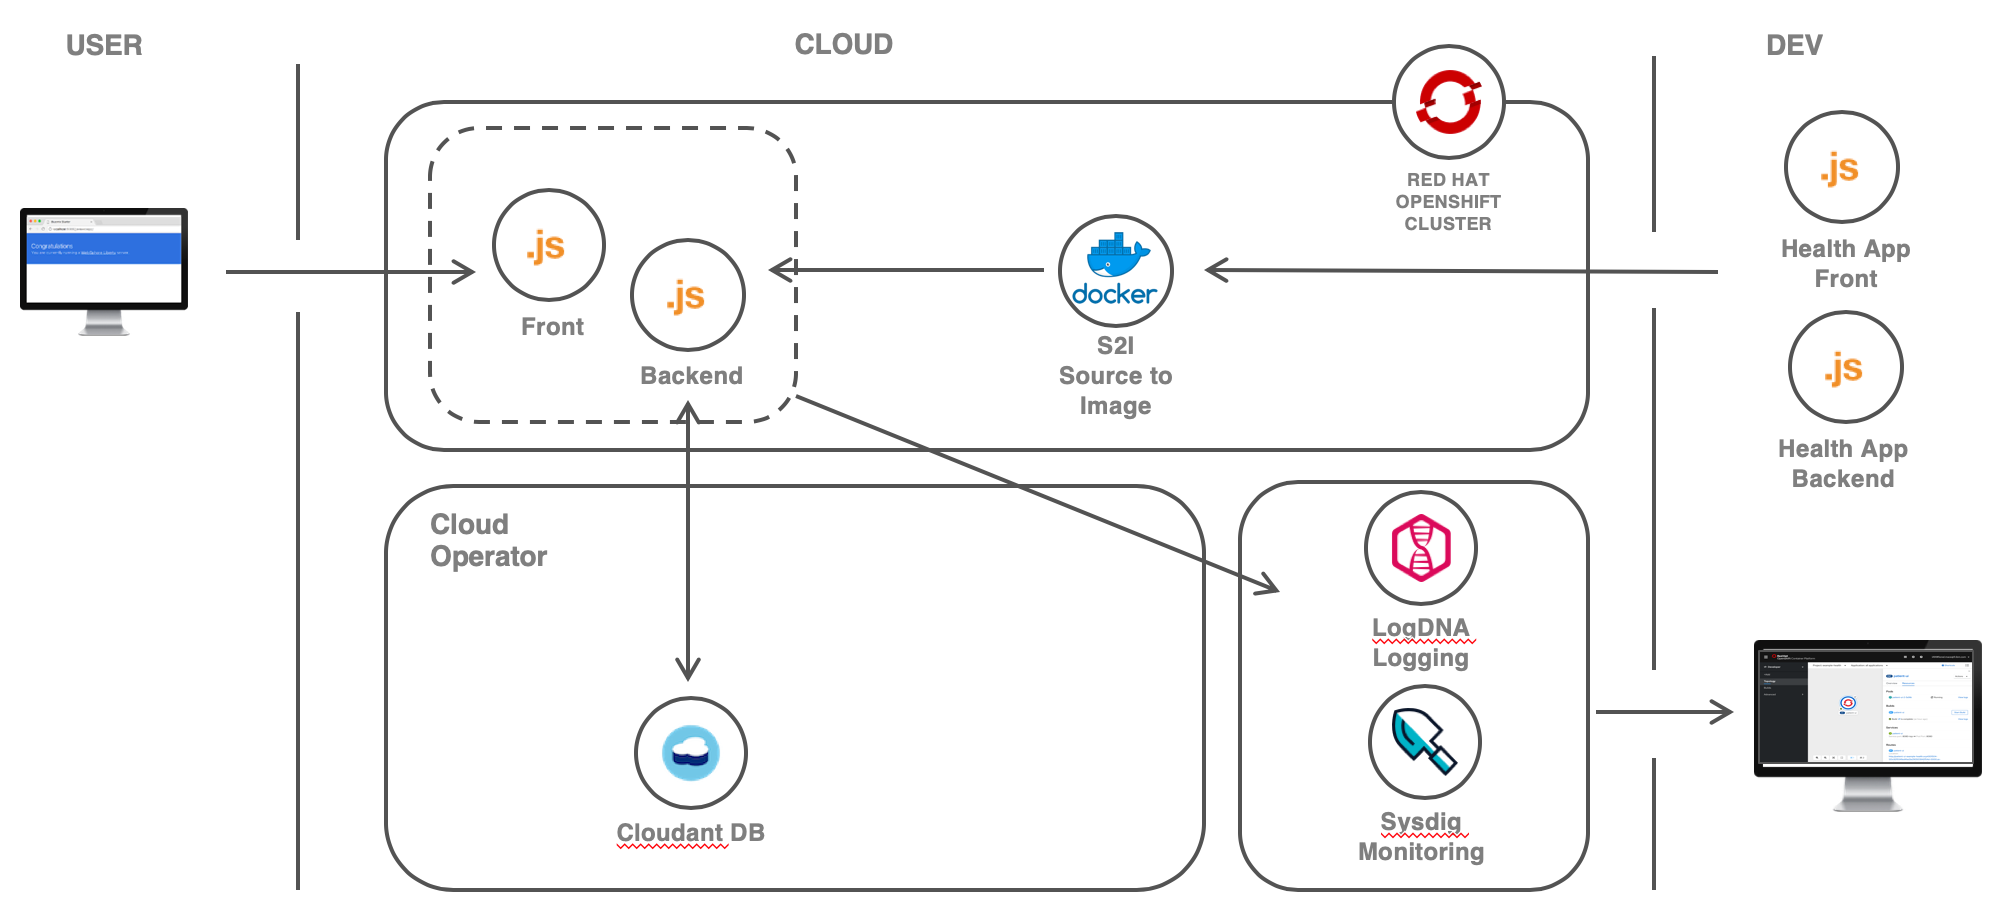 USER
CLOUD
DEV
RED HAT
OPENSHIFT
CLUSTER
.js
Front
.js
Backend
docker
S2I
Source to
Image
.js
Health App
Front
.js
Health App
Backend
Congratulations
Cloud
Operator
Cloudant DB
LogDNA
Logging
Sysdig
Monitoring